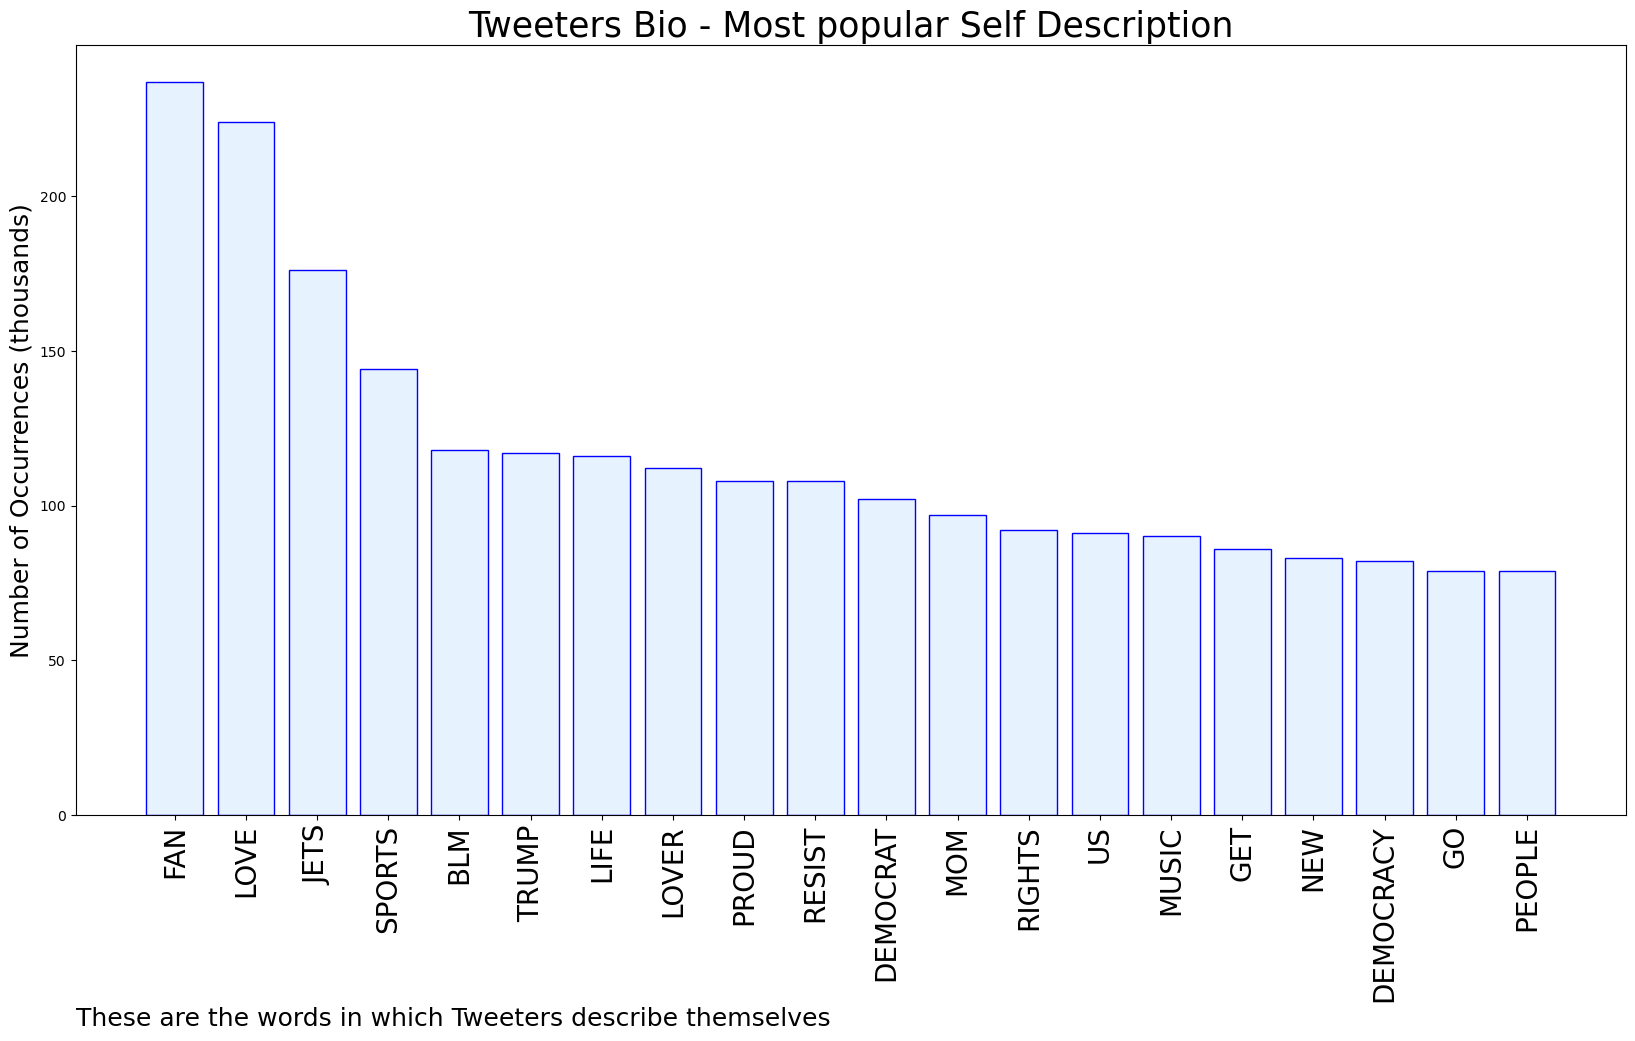 Tweeters Bio - Most popular Self Description
Number of Occurrences (thousands)
200
150
100
50
0
FAN
LOVE
JETS
SPORTS
BLM
TRUMP
LIFE
LOVER
PROUD
RESIST
DEMOCRAT
MOM
RIGHTS
US
MUSIC
GET
NEW
DEMOCRACY
GO
PEOPLE
These are the words in which Tweeters describe themselves